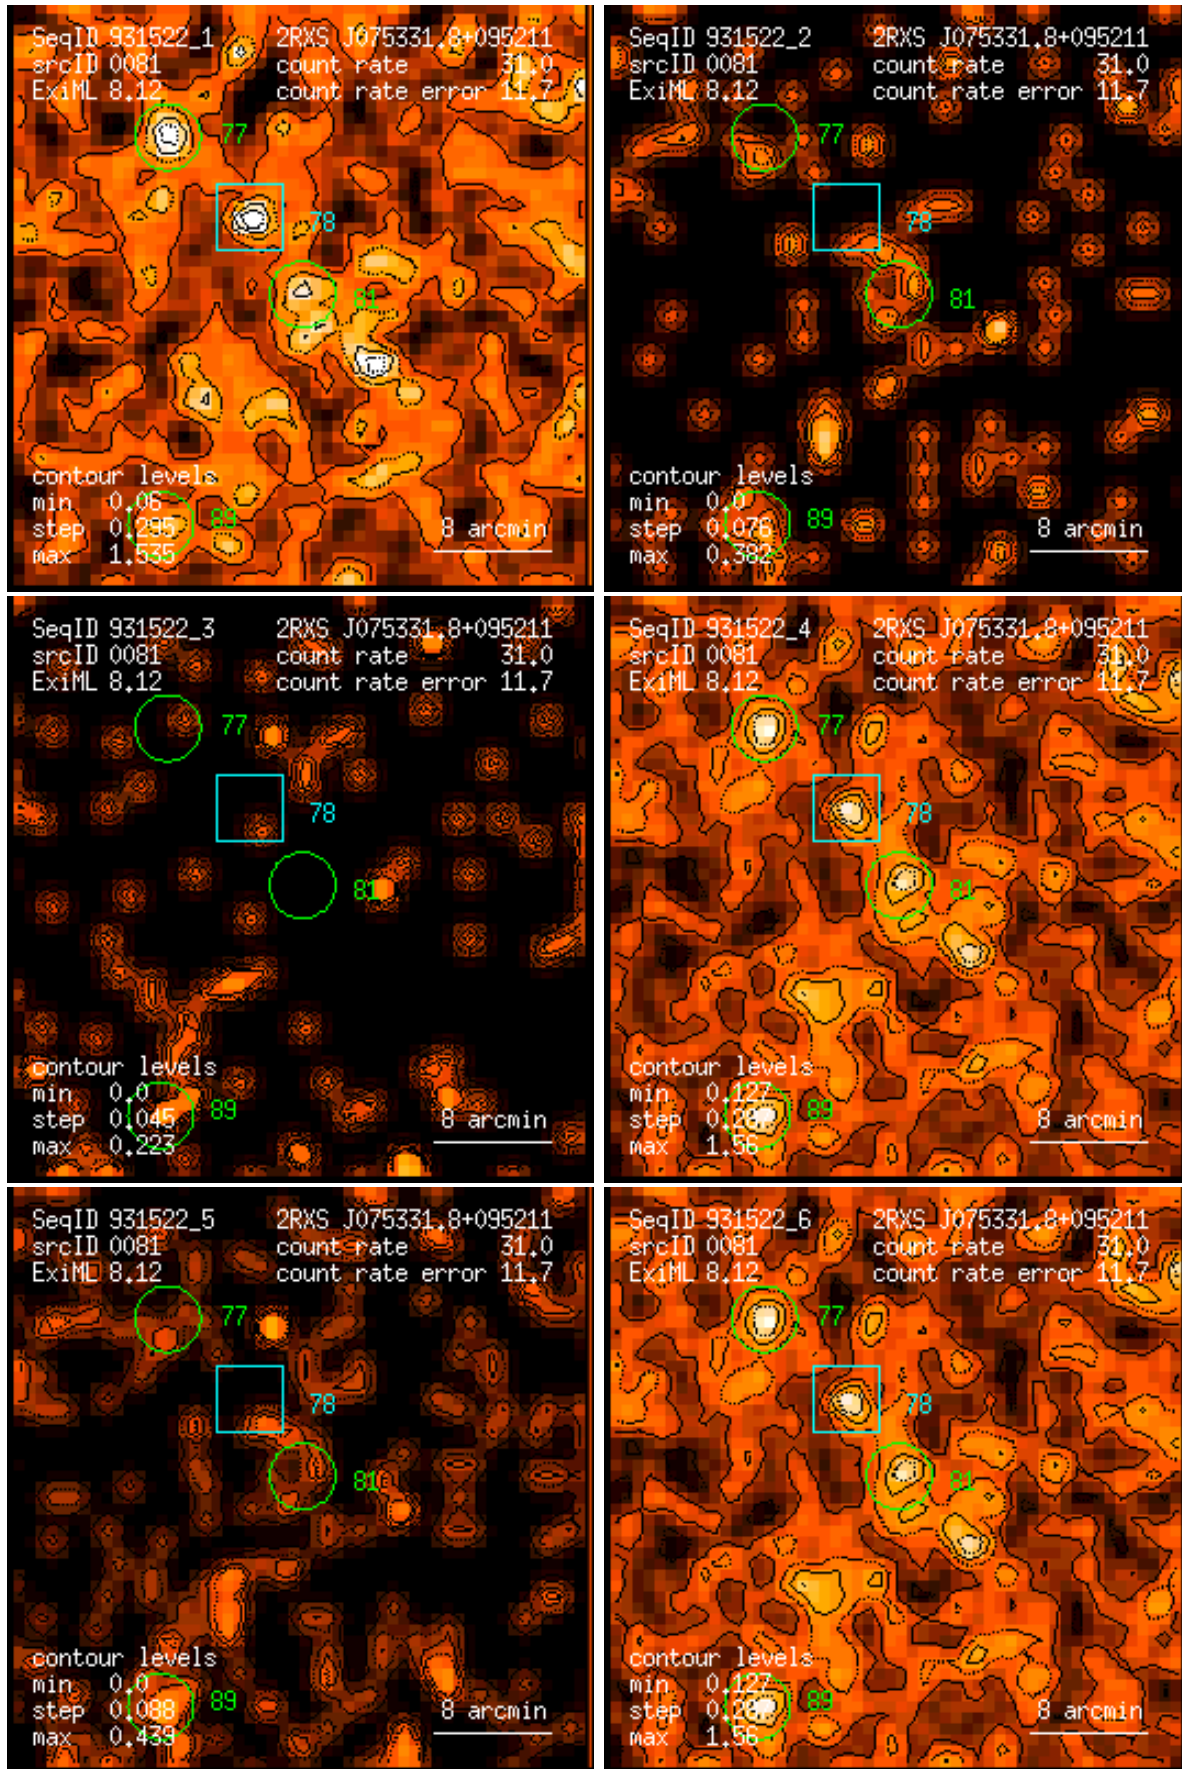 SeqID 931522_1 2RXS J075331.8+095211
srcID 0081 count rate 31.0
ExiML 8.12 count rate error 11.7
77
78
81
contour levels
min 0.06
89
step 0.295 8 arcmin
max 1.535
SeqID 931522_2 2RXS J075331.8+095211
srcID 0081 count rate 31.0
ExiML 8.12 count rate error 11.7
77
78
81
contour levels
min 0.0
89
step 0.076 8 arcmin
max 0.382
SeqID 931522_3 2RXS J075331.8+095211
srcID 0081 count rate 31.0
ExiML 8.12 count rate error 11.7
77
78
81
contour levels
min 0.0
89
step 0.045 8 arcmin
max 0.223
SeqID 931522_4 2RXS J075331.8+095211
srcID 0081 count rate 31.0
ExiML 8.12 count rate error 11.7
77
78
81
contour levels
min 0.127
89
step 8 arcmin
max 1.56
SeqID 931522_5 2RXS J075331.8+095211
srcID 0081 count rate 31.0
ExiML 8.12 count rate error 11.7
77
78
81
contour levels
min 0.0
89
step 0.088 8 arcmin
max 0.439
SeqID 931522_6 2RXS J075331.8+095211
srcID 0081 count rate 31.0
ExiML 8.12 count rate error 11.7
77
78
81
contour levels
min 0.127
89
step 8 arcmin
max 1.56